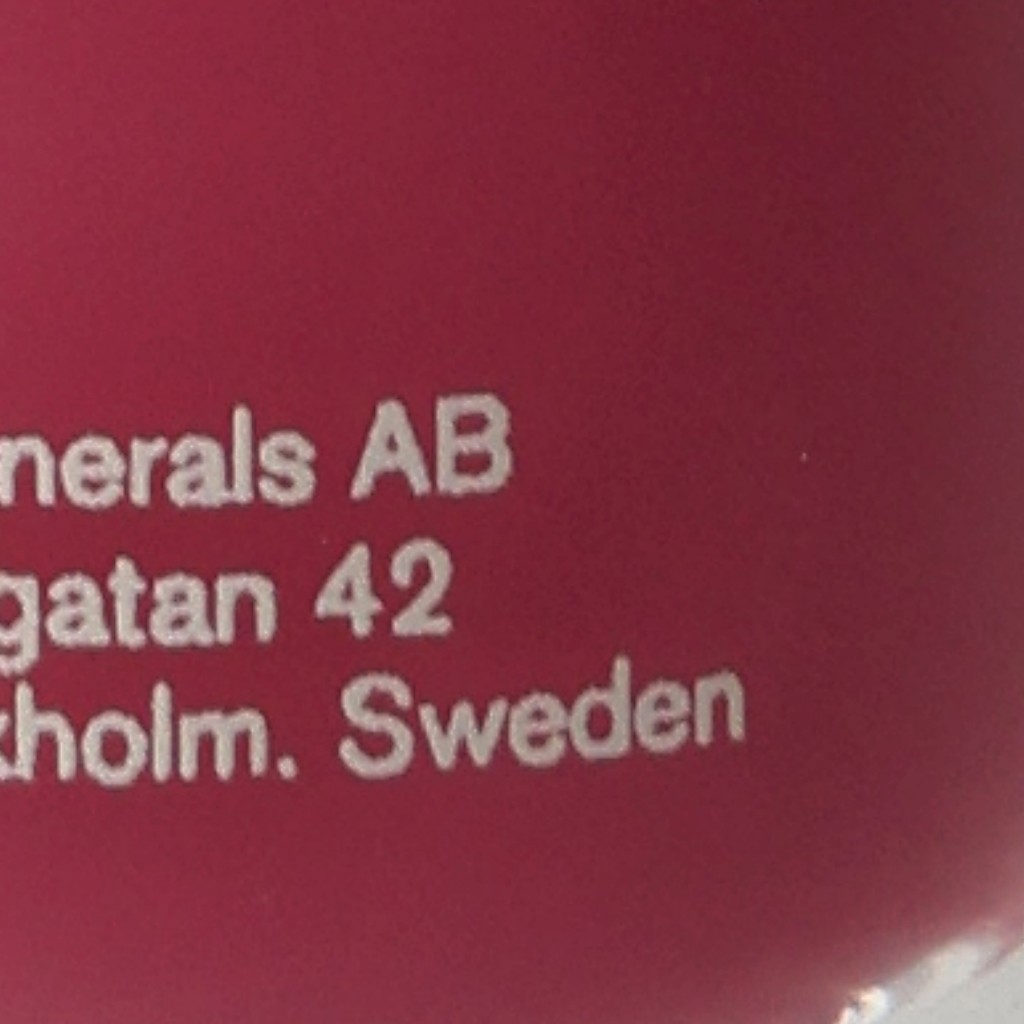 nerals AB
gatan 42
kholm. Sweden